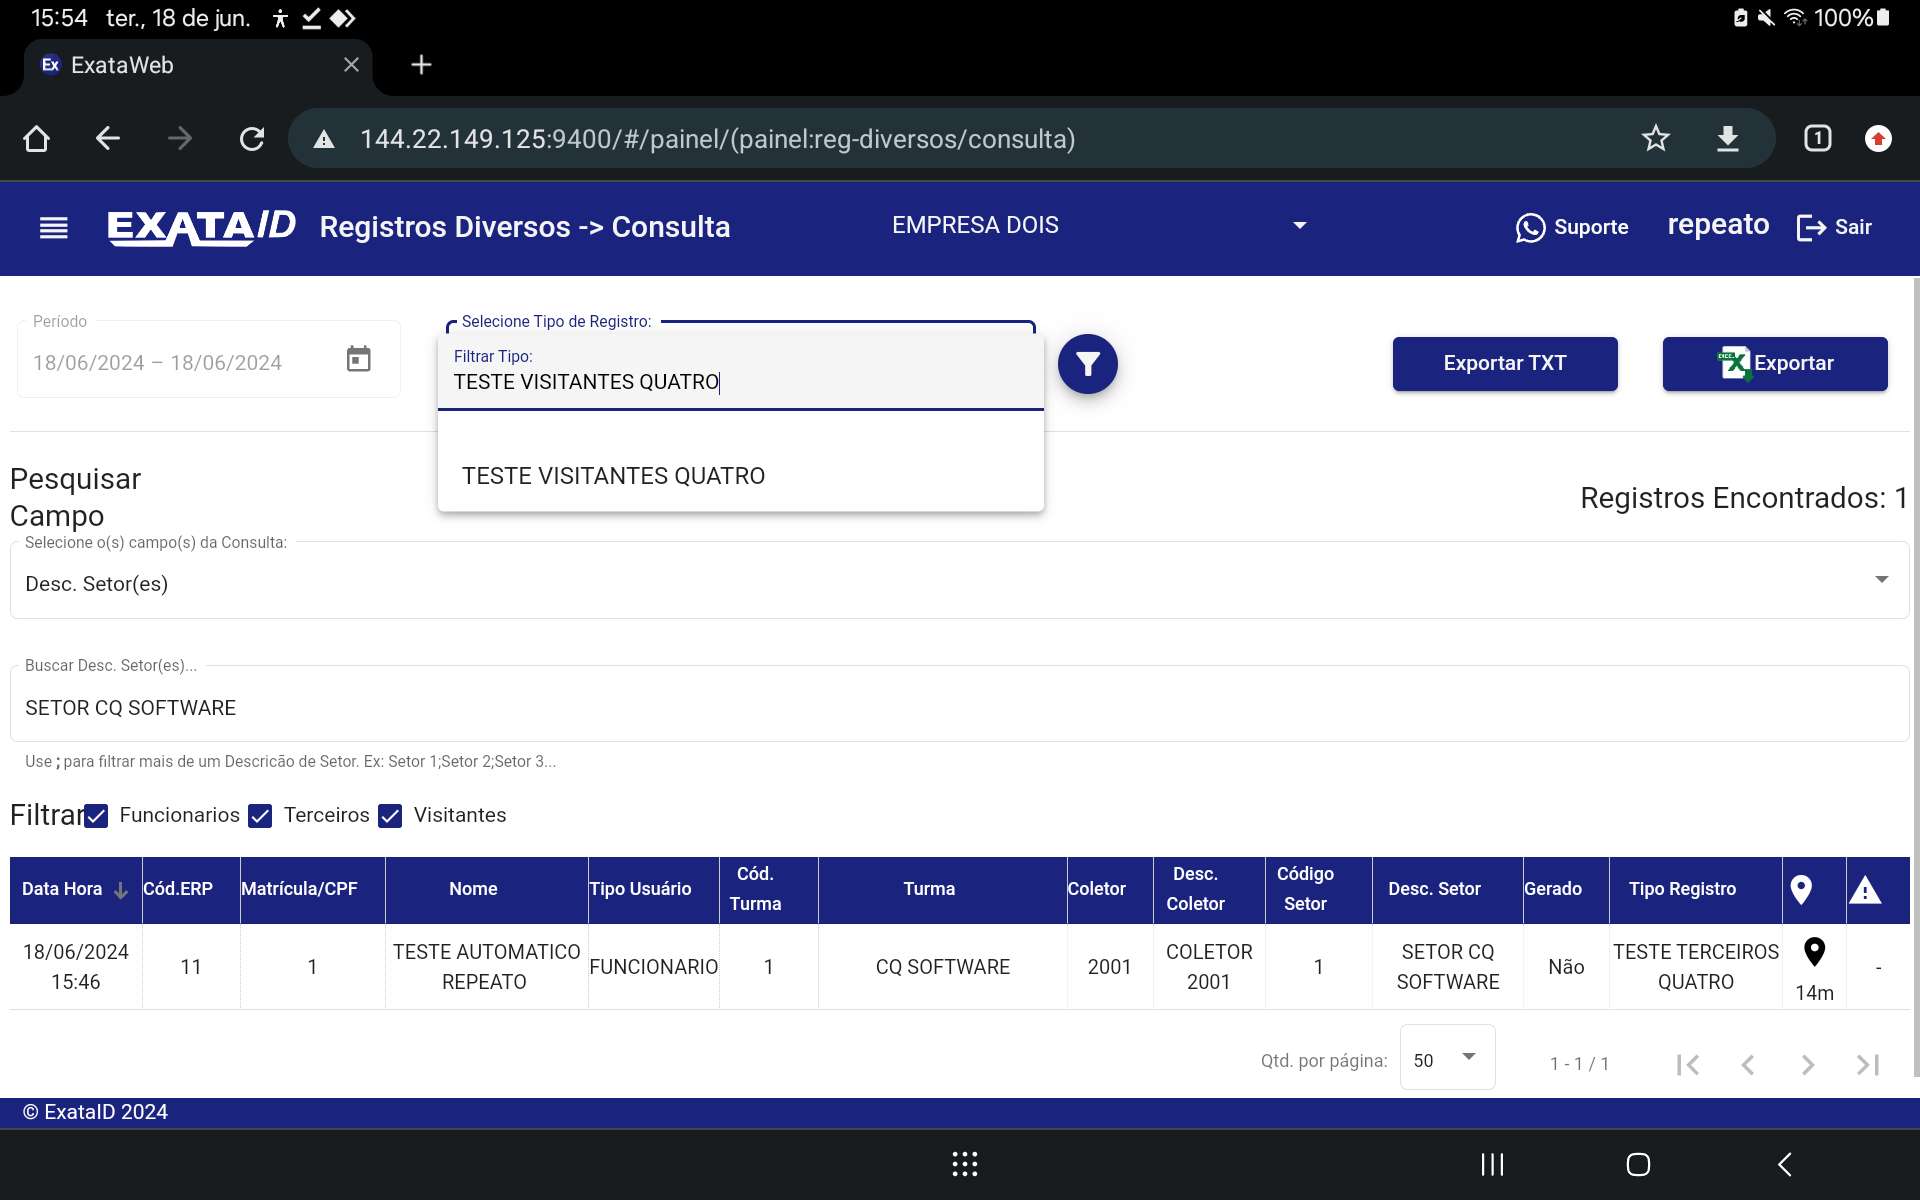 15:54 ter., 18 de jun.
100%
Ex ExataWeb
144.22.149.125:9400/#/painel/(painel:reg-diversos/consulta)
1
EXATAID Registros Diversos -> Consulta
EMPRESA DOIS
Suporte
repeato
Sair
Período
18/06/2024 – 18/06/2024
Selecione Tipo de Registro:
Filtrar Tipo:
TESTE VISITANTES QUATRO
TESTE VISITANTES QUATRO
Exportar TXT
Exportar
Pesquisar
Campo
Registros Encontrados: 1
Selecione o(s) campo(s) da Consulta:
Desc. Setor(es)
Buscar Desc. Setor(es)...
SETOR CQ SOFTWARE
Use ; para filtrar mais de um Descricão de Setor. Ex: Setor 1;Setor 2;Setor 3...
Filtrar Funcionarios Terceiros Visitantes
Data Hora Cód.ERP Matrícula/CPF Nome Tipo Usuário Cód. Turma Turma Coletor Desc. Coletor Código Setor Desc. Setor Gerado Tipo Registro
18/06/2024 15:46 11 1 TESTE AUTOMATICO REPEATO FUNCIONARIO 1 CQ SOFTWARE 2001 COLETOR 2001 1 SETOR CQ SOFTWARE Não TESTE TERCEIROS QUATRO 14m -
Qtd. por página: 50 1 - 1 / 1
© ExataID 2024